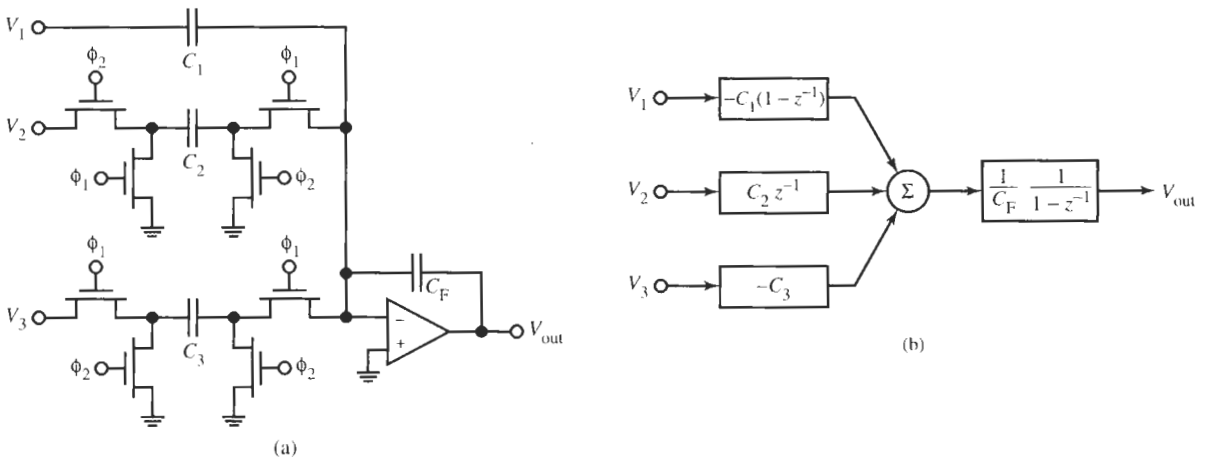 V1
C1
ϕ2
ϕ1
V2
C2
ϕ1
ϕ2
ϕ1
ϕ1
V3
C3
ϕ2
ϕ2
CF
−
+
Vout
(a)
V1
−C1(1 − z⁻¹)
V2
C2 z⁻¹
Σ
1/CF 1/(1 − z⁻¹)
Vout
V3
−C3
(b)